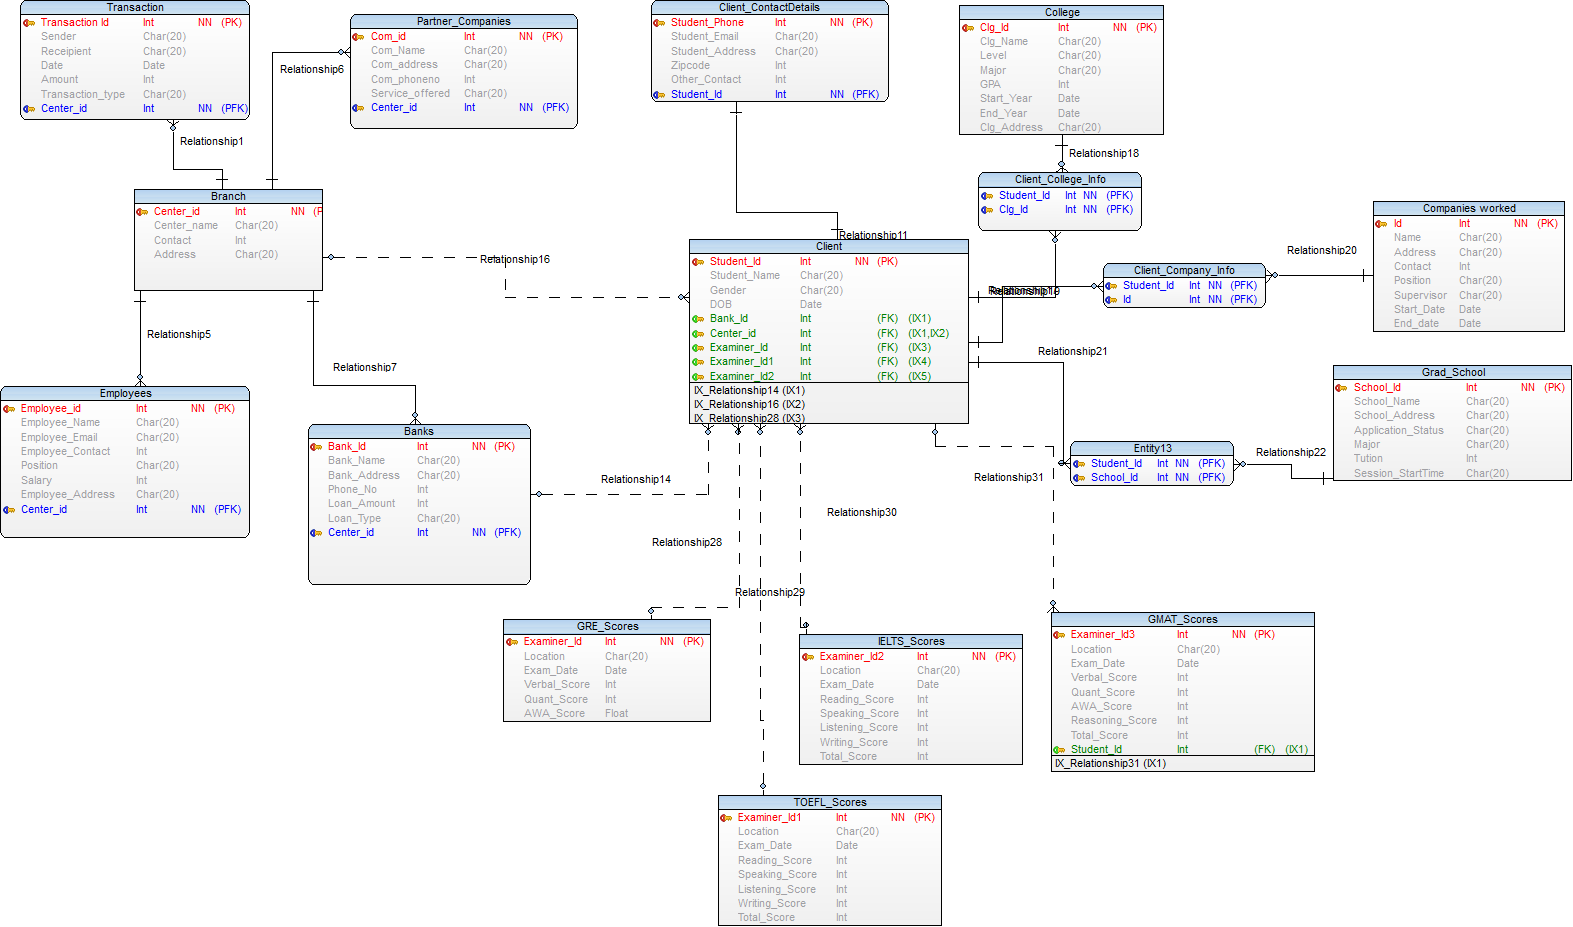 Transaction
Transaction Id Int NN (PK)
Sender Char(20)
Receipient Char(20)
Date Date
Amount Int
Transaction_type Char(20)
Center_id Int NN (PFK)
Relationship1
Partner_Companies
Com_id Int NN (PK)
Com_Name Char(20)
Com_address Char(20)
Com_phoneno Int
Service_offered Char(20)
Center_id Int NN (PFK)
Relationship6
Client_ContactDetails
Student_Phone Int NN (PK)
Student_Email Char(20)
Student_Address Char(20)
Zipcode Int
Other_Contact Int
Student_Id Int NN (PFK)
College
Clg_Id Int NN (PK)
Clg_Name Char(20)
Level Char(20)
Major Char(20)
GPA Int
Start_Year Date
End_Year Date
Clg_Address Char(20)
Relationship18
Client_College_Info
Student_Id Int NN (PFK)
Clg_Id Int NN (PFK)
Companies worked
Id Int NN (PK)
Name Char(20)
Address Char(20)
Contact Int
Position Char(20)
Supervisor Char(20)
Start_Date Date
End_date Date
Relationship20
Client_Company_Info
Student_Id Int NN (PFK)
Id Int NN (PFK)
Branch
Center_id Int NN (P
Center_name Char(20)
Contact Int
Address Char(20)
Relationship16
Relationship11
Client
Student_Id Int NN (PK)
Student_Name Char(20)
Gender Char(20)
DOB Date
Bank_Id Int (FK) (IX1)
Center_id Int (FK) (IX1,IX2)
Examiner_Id Int (FK) (IX3)
Examiner_Id1 Int (FK) (IX4)
Examiner_Id2 Int (FK) (IX5)
IX_Relationship14 (IX1)
IX_Relationship16 (IX2)
IX_Relationship28 (IX3)
Relationship19
Relationship21
Relationship5
Relationship7
Employees
Employee_id Int NN (PK)
Employee_Name Char(20)
Employee_Email Char(20)
Employee_Contact Int
Position Char(20)
Salary Int
Employee_Address Char(20)
Center_id Int NN (PFK)
Banks
Bank_Id Int NN (PK)
Bank_Name Char(20)
Bank_Address Char(20)
Phone_No Int
Loan_Amount Int
Loan_Type Char(20)
Center_id Int NN (PFK)
Relationship14
Grad_School
School_Id Int NN (PK)
School_Name Char(20)
School_Address Char(20)
Application_Status Char(20)
Major Char(20)
Tution Int
Session_StartTime Char(20)
Relationship22
Entity13
Student_Id Int NN (PFK)
School_Id Int NN (PFK)
Relationship31
Relationship30
Relationship28
Relationship29
GRE_Scores
Examiner_Id Int NN (PK)
Location Char(20)
Exam_Date Date
Verbal_Score Int
Quant_Score Int
AWA_Score Float
IELTS_Scores
Examiner_Id2 Int NN (PK)
Location Char(20)
Exam_Date Date
Reading_Score Int
Speaking_Score Int
Listening_Score Int
Writing_Score Int
Total_Score Int
GMAT_Scores
Examiner_Id3 Int NN (PK)
Location Char(20)
Exam_Date Date
Verbal_Score Int
Quant_Score Int
AWA_Score Int
Reasoning_Score Int
Total_Score Int
Student_Id Int (FK) (IX1)
IX_Relationship31 (IX1)
TOEFL_Scores
Examiner_Id1 Int NN (PK)
Location Char(20)
Exam_Date Date
Reading_Score Int
Speaking_Score Int
Listening_Score Int
Writing_Score Int
Total_Score Int